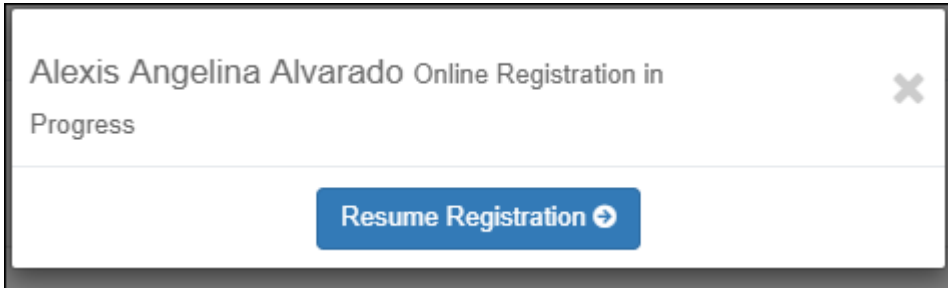 Alexis Angelina Alvarado Online Registration in
Progress
Resume Registration